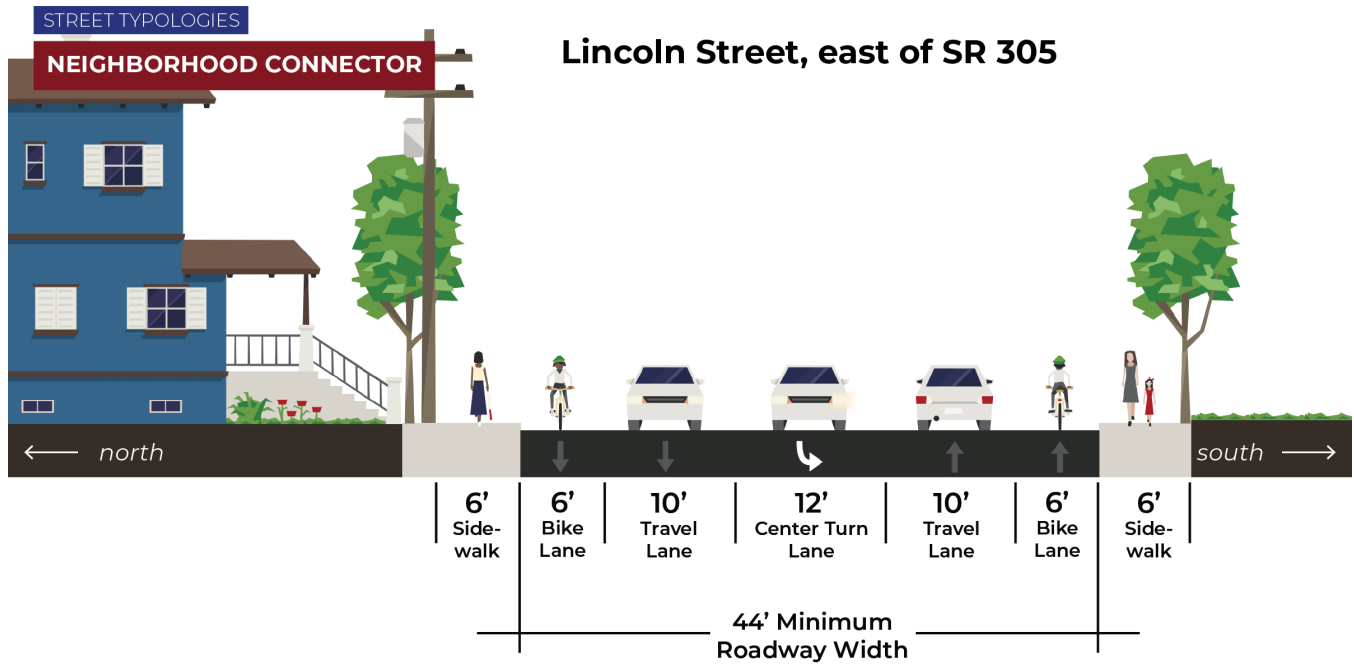 STREET TYPOLOGIES
NEIGHBORHOOD CONNECTOR
Lincoln Street, east of SR 305
north
south
6’
Side-
walk
6’
Bike
Lane
10’
Travel
Lane
12’
Center Turn
Lane
10’
Travel
Lane
6’
Bike
Lane
6’
Side-
walk
44’ Minimum
Roadway Width